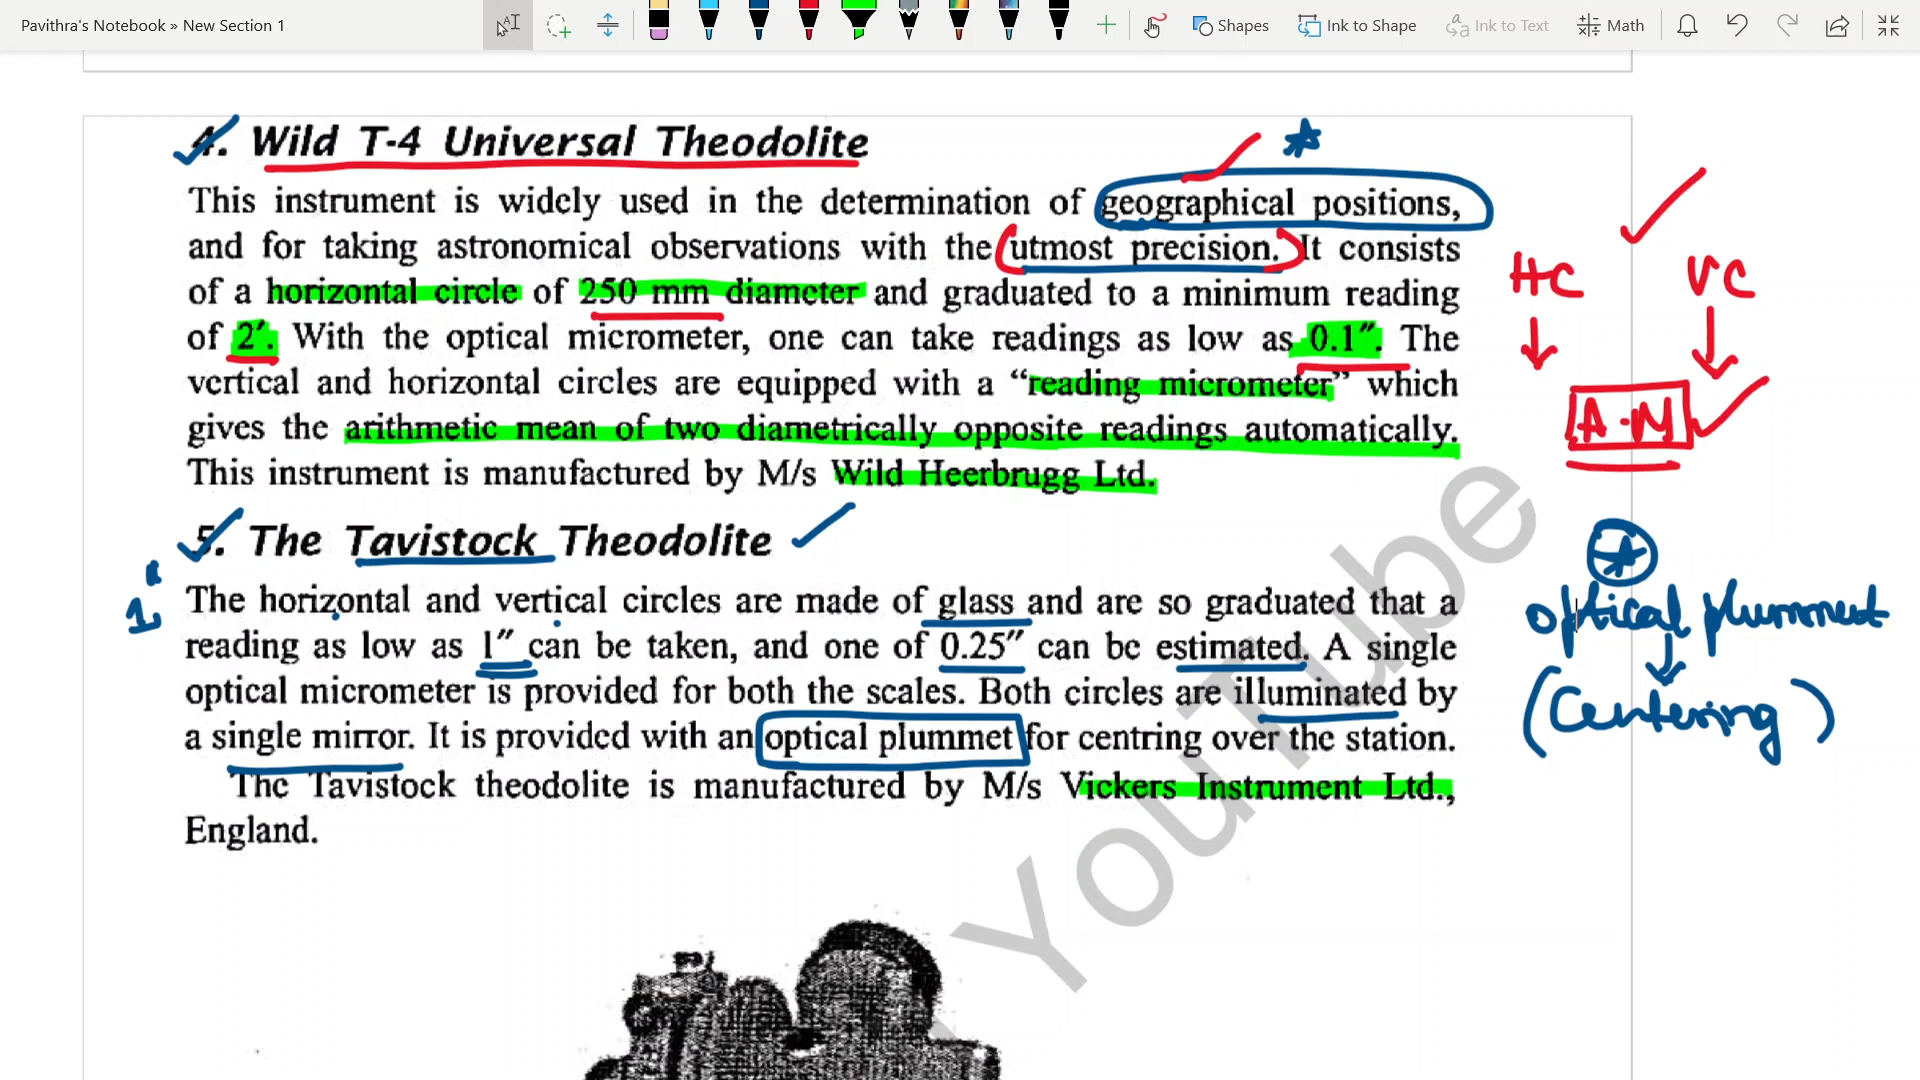 Pavithra's Notebook » New Section 1
Shapes
Ink to Shape
Ink to Text
Math
4. Wild T-4 Universal Theodolite
This instrument is widely used in the determination of geographical positions,
and for taking astronomical observations with the utmost precision. It consists
of a horizontal circle of 250 mm diameter and graduated to a minimum reading
of 2′. With the optical micrometer, one can take readings as low as 0.1″. The
vertical and horizontal circles are equipped with a “reading micrometer” which
gives the arithmetic mean of two diametrically opposite readings automatically.
This instrument is manufactured by M/s Wild Heerbrugg Ltd.
HC VC
A.M
5. The Tavistock Theodolite
1"
The horizontal and vertical circles are made of glass and are so graduated that a
reading as low as 1″ can be taken, and one of 0.25″ can be estimated. A single
optical micrometer is provided for both the scales. Both circles are illuminated by
a single mirror. It is provided with an optical plummet for centring over the station.
The Tavistock theodolite is manufactured by M/s Vickers Instrument Ltd.,
England.
optical plummet
(Centering)
YouTube